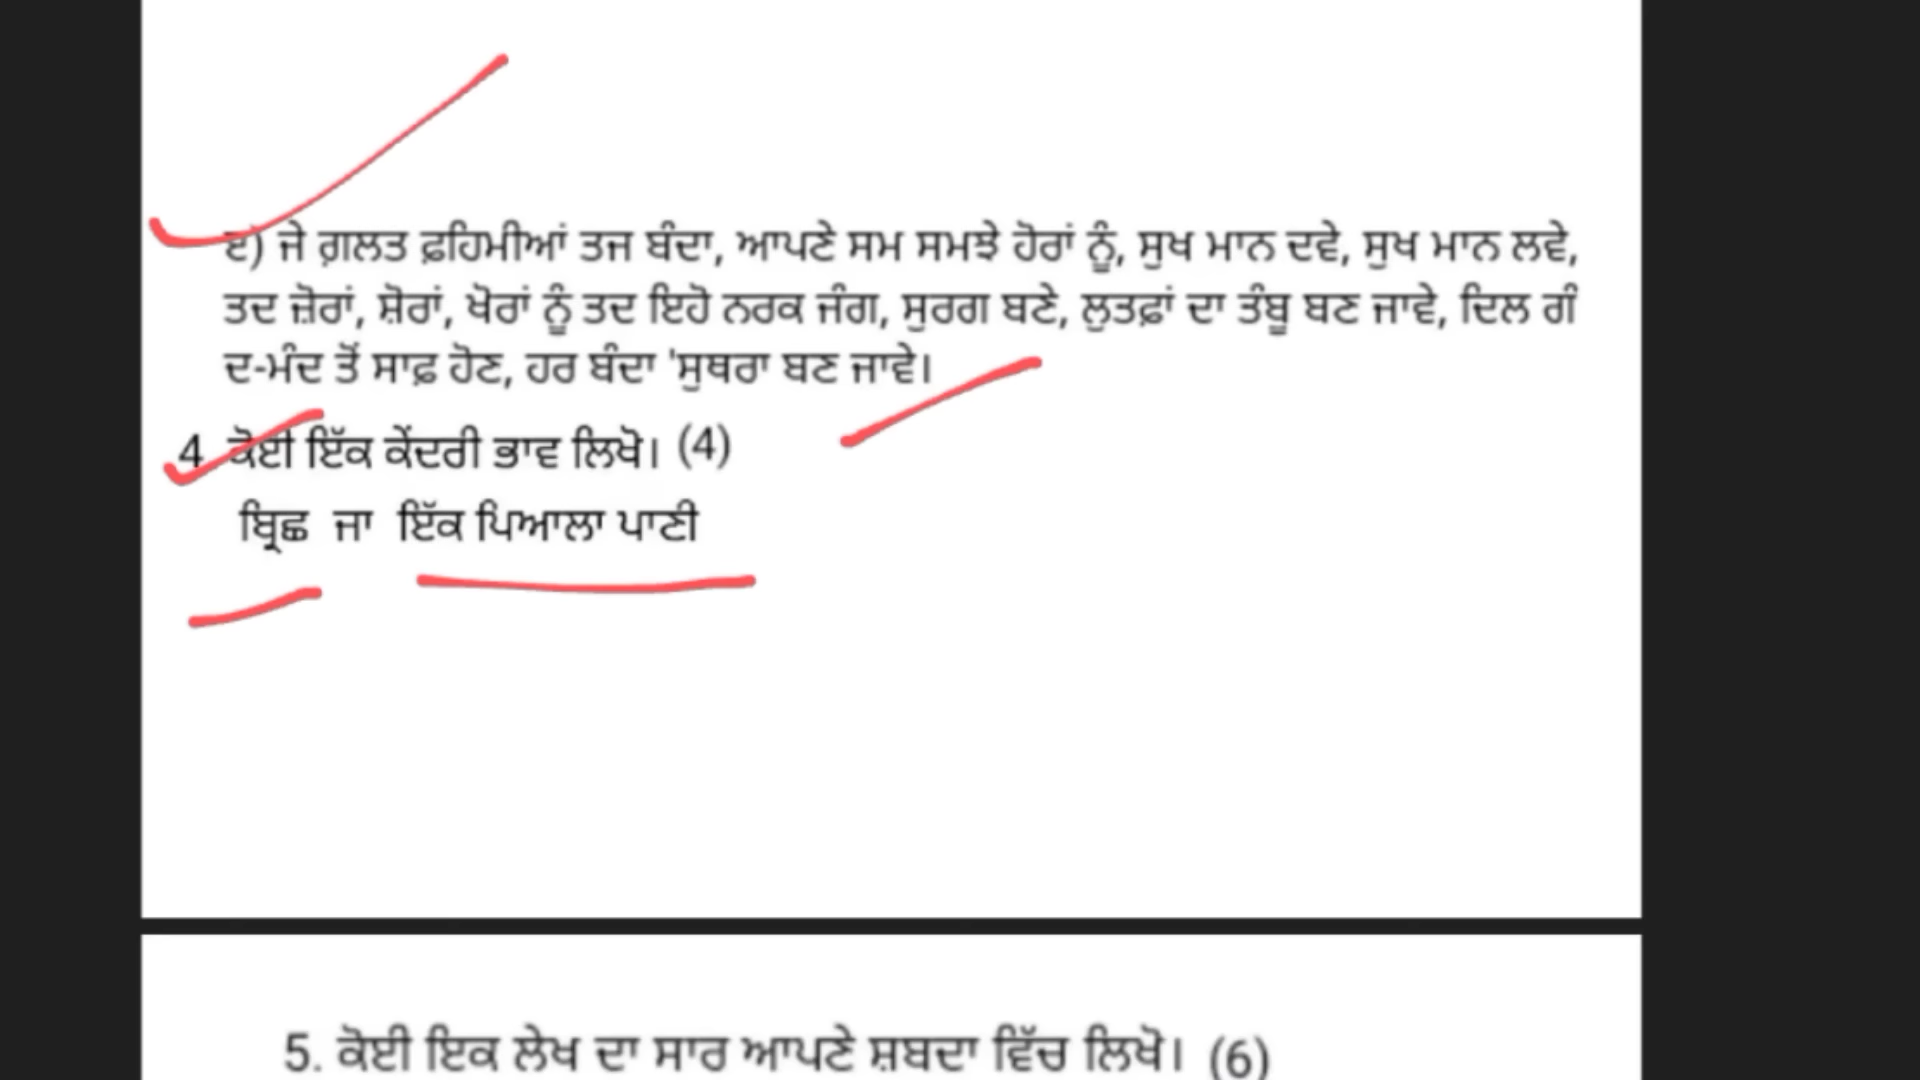 ੲ) ਜੇ ਗ਼ਲਤ ਫ਼ਹਿਮੀਆਂ ਤਜ ਬੰਦਾ, ਆਪਣੇ ਸਮ ਸਮਝੇ ਹੋਰਾਂ ਨੂੰ, ਸੁਖ ਮਾਨ ਦਵੇ, ਸੁਖ ਮਾਨ ਲਵੇ,
ਤਦ ਜ਼ੋਰਾਂ, ਸ਼ੋਰਾਂ, ਖੋਰਾਂ ਨੂੰ ਤਦ ਇਹੋ ਨਰਕ ਜੰਗ, ਸੁਰਗ ਬਣੇ, ਲੁਤਫ਼ਾਂ ਦਾ ਤੰਬੂ ਬਣ ਜਾਵੇ, ਦਿਲ ਗੰ
ਦ-ਮੰਦ ਤੋਂ ਸਾਫ਼ ਹੋਣ, ਹਰ ਬੰਦਾ 'ਸੁਥਰਾ ਬਣ ਜਾਵੇ।
4 ਕੋਈ ਇੱਕ ਕੇਂਦਰੀ ਭਾਵ ਲਿਖੋ। (4)
ਬ੍ਰਿਛ ਜਾ ਇੱਕ ਪਿਆਲਾ ਪਾਣੀ
5. ਕੋਈ ਇਕ ਲੇਖ ਦਾ ਸਾਰ ਆਪਣੇ ਸ਼ਬਦਾ ਵਿੱਚ ਲਿਖੋ। (6)